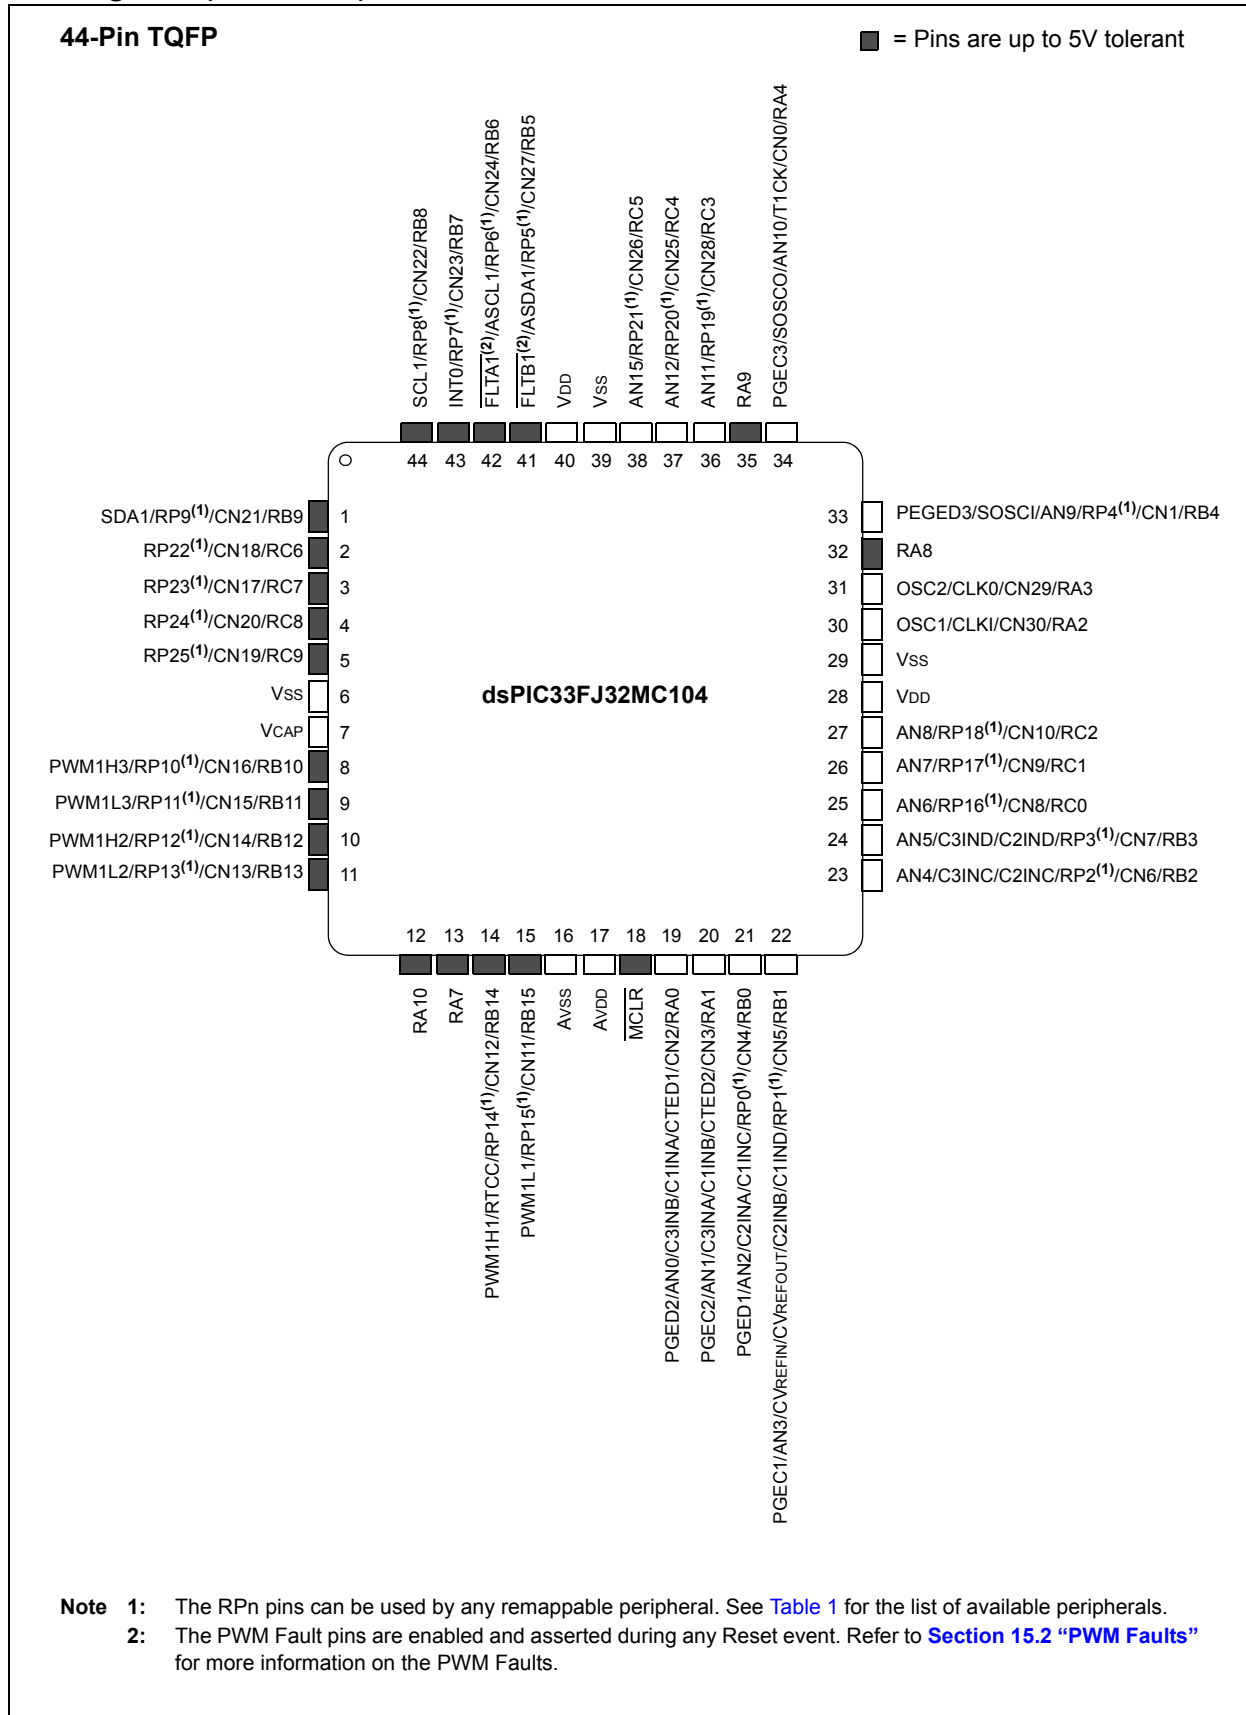 44-Pin TQFP
= Pins are up to 5V tolerant
SCL1/RP8(1)/CN22/RB8
INT0/RP7(1)/CN23/RB7
FLTA1(2)/ASCL1/RP6(1)/CN24/RB6
FLTB1(2)/ASDA1/RP5(1)/CN27/RB5
VDD
VSS
AN15/RP21(1)/CN26/RC5
AN12/RP20(1)/CN25/RC4
AN11/RP19(1)/CN28/RC3
RA9
PGEC3/SOSCO/AN10/T1CK/CN0/RA4
44 43 42 41 40 39 38 37 36 35 34
SDA1/RP9(1)/CN21/RB9 1
RP22(1)/CN18/RC6 2
RP23(1)/CN17/RC7 3
RP24(1)/CN20/RC8 4
RP25(1)/CN19/RC9 5
VSS 6
VCAP 7
PWM1H3/RP10(1)/CN16/RB10 8
PWM1L3/RP11(1)/CN15/RB11 9
PWM1H2/RP12(1)/CN14/RB12 10
PWM1L2/RP13(1)/CN13/RB13 11
dsPIC33FJ32MC104
33 PEGED3/SOSCI/AN9/RP4(1)/CN1/RB4
32 RA8
31 OSC2/CLK0/CN29/RA3
30 OSC1/CLKI/CN30/RA2
29 VSS
28 VDD
27 AN8/RP18(1)/CN10/RC2
26 AN7/RP17(1)/CN9/RC1
25 AN6/RP16(1)/CN8/RC0
24 AN5/C3IND/C2IND/RP3(1)/CN7/RB3
23 AN4/C3INC/C2INC/RP2(1)/CN6/RB2
12 13 14 15 16 17 18 19 20 21 22
RA10
RA7
PWM1H1/RTCC/RP14(1)/CN12/RB14
PWM1L1/RP15(1)/CN11/RB15
AVSS
AVDD
MCLR
PGED2/AN0/C3INB/C1INA/CTED1/CN2/RA0
PGEC2/AN1/C3INA/C1INB/CTED2/CN3/RA1
PGED1/AN2/C2INA/C1INC/RP0(1)/CN4/RB0
PGEC1/AN3/CVREFIN/CVREFOUT/C2INB/C1IND/RP1(1)/CN5/RB1
Note 1: The RPn pins can be used by any remappable peripheral. See Table 1 for the list of available peripherals.
2: The PWM Fault pins are enabled and asserted during any Reset event. Refer to Section 15.2 “PWM Faults”
for more information on the PWM Faults.